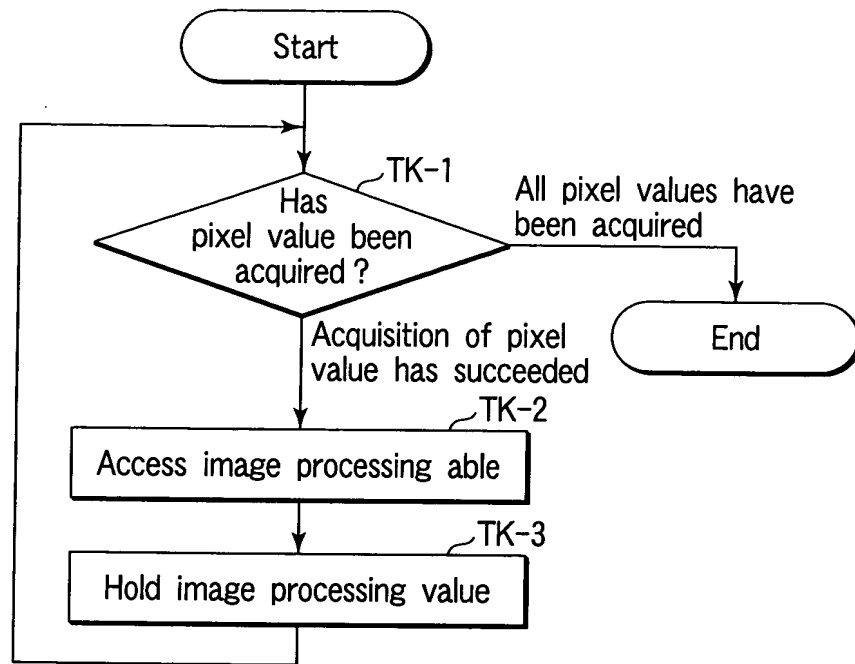 Start
TK-1
Has
pixel value been
acquired ?
All pixel values have
been acquired
End
Acquisition of pixel
value has succeeded
TK-2
Access image processing able
TK-3
Hold image processing value